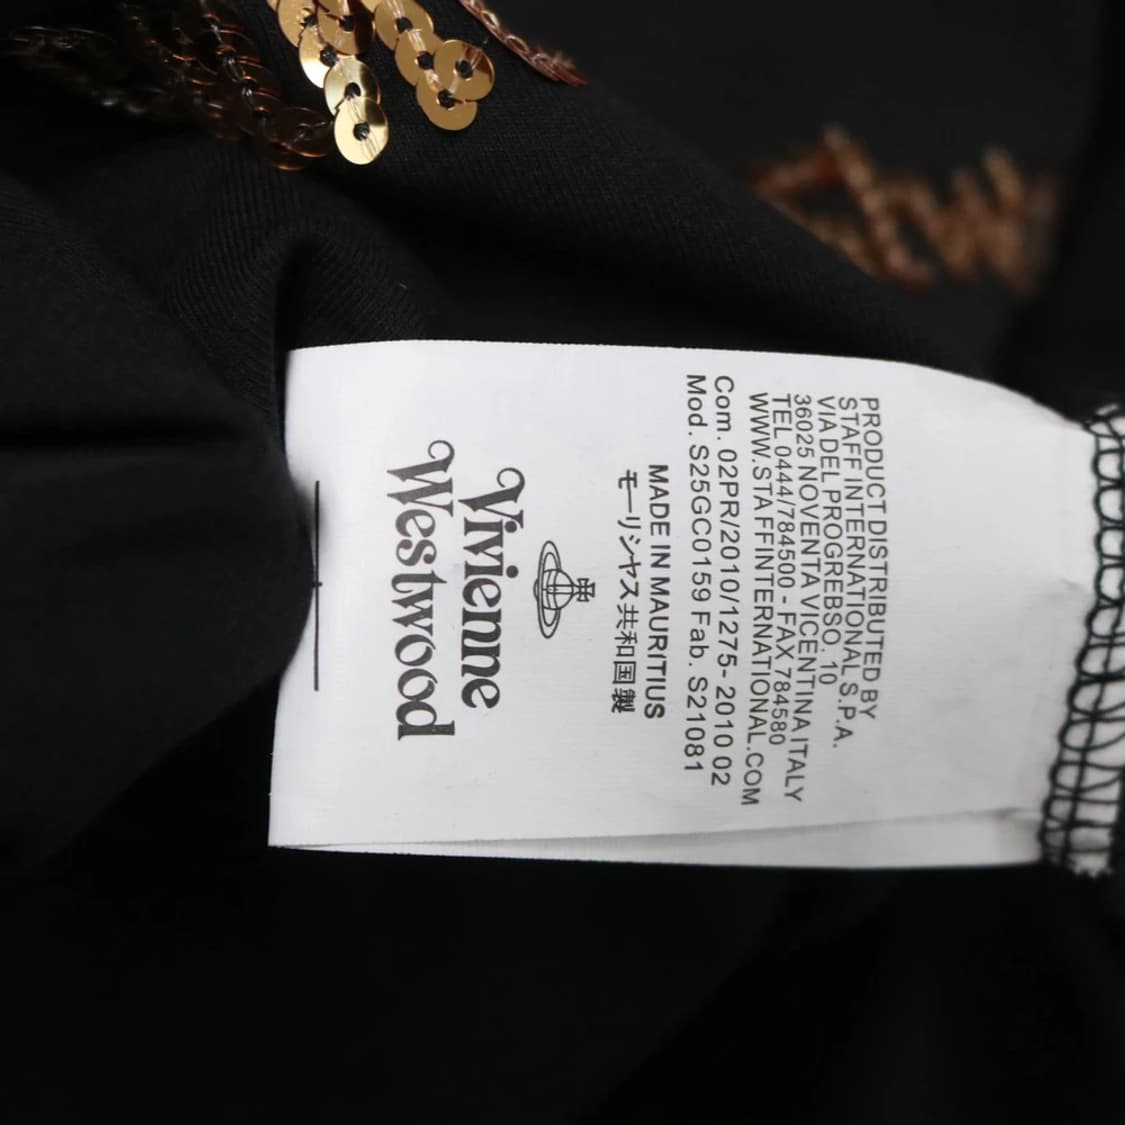 PRODUCT DISTRIBUTED BY
STAFF INTERNATIONAL S.P.A.
VIA DEL PROGREBSO, 10
36025 NOVENTA VICENTINA ITALY
TEL 0444/784500 - FAX 784580
WWW.STAFFINTERNATIONAL.COM
Com. 02PR/2010/1275- 2010 02
Mod. S25GC0159 Fab. S21081
MADE IN MAURITIUS
モーリシャス共和国製
Vivienne
Westwood